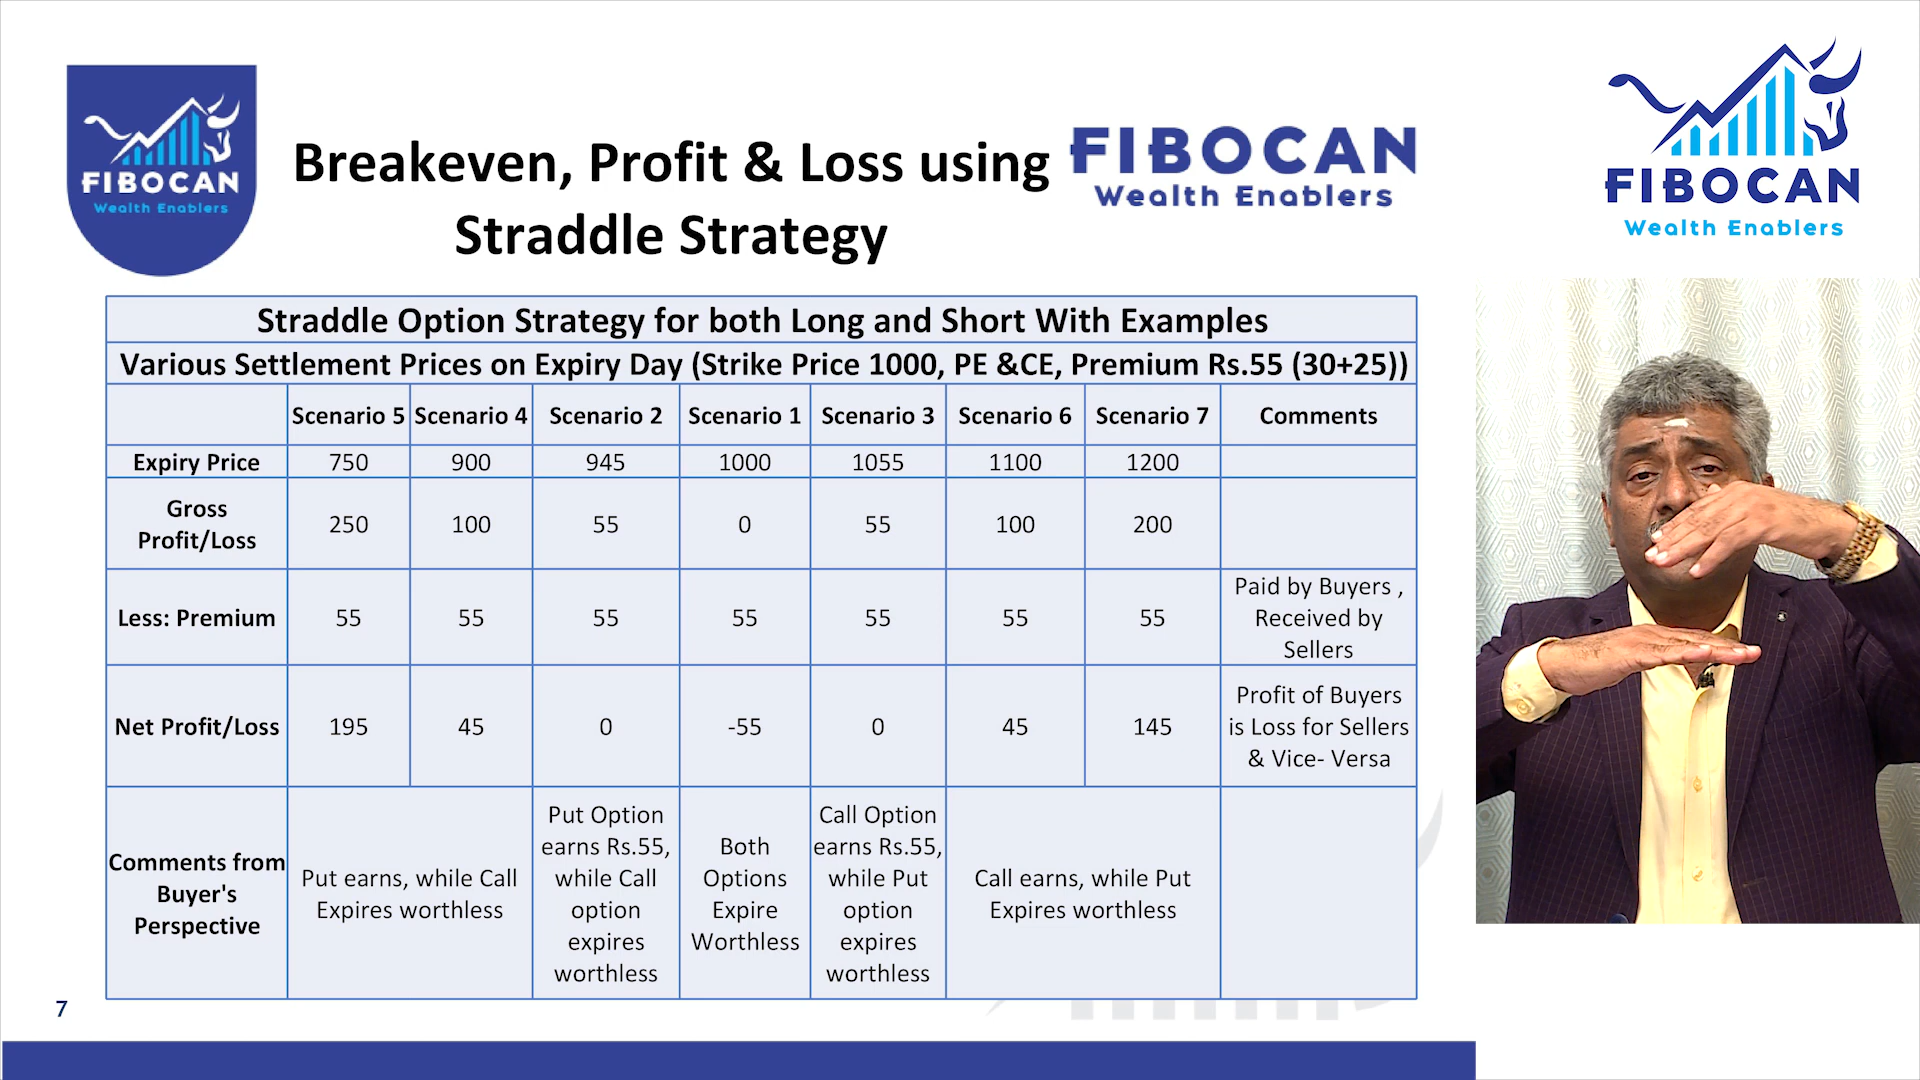 FIBOCAN
Wealth Enablers
Breakeven, Profit & Loss using
Straddle Strategy
FIBOCAN
Wealth Enablers
FIBOCAN
Wealth Enablers
Straddle Option Strategy for both Long and Short With Examples
Various Settlement Prices on Expiry Day (Strike Price 1000, PE &CE, Premium Rs.55 (30+25))
Scenario 5 Scenario 4 Scenario 2 Scenario 1 Scenario 3 Scenario 6 Scenario 7 Comments
Expiry Price 750 900 945 1000 1055 1100 1200
Gross
Profit/Loss
250 100 55 0 55 100 200
Less: Premium 55 55 55 55 55 55 55
Paid by Buyers ,
Received by
Sellers
Net Profit/Loss 195 45 0 -55 0 45 145
Profit of Buyers
is Loss for Sellers
& Vice- Versa
Comments from
Buyer's
Perspective
Put earns, while Call
Expires worthless
Put Option
earns Rs.55,
while Call
option
expires
worthless
Both
Options
Expire
Worthless
Call Option
earns Rs.55,
while Put
option
expires
worthless
Call earns, while Put
Expires worthless
7